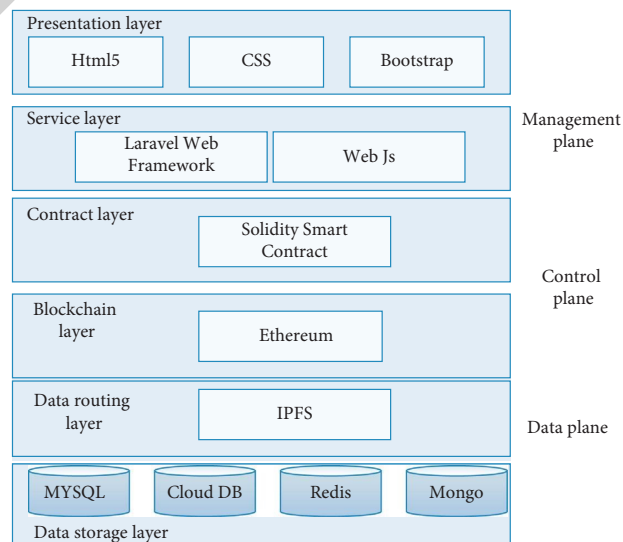 Presentation layer
Html5
CSS
Bootstrap
Service layer
Laravel Web
Framework
Web Js
Management
plane
Contract layer
Solidity Smart
Contract
Control
plane
Blockchain
layer
Ethereum
Data routing
layer
IPFS
Data plane
MYSQL
Cloud DB
Redis
Mongo
Data storage layer